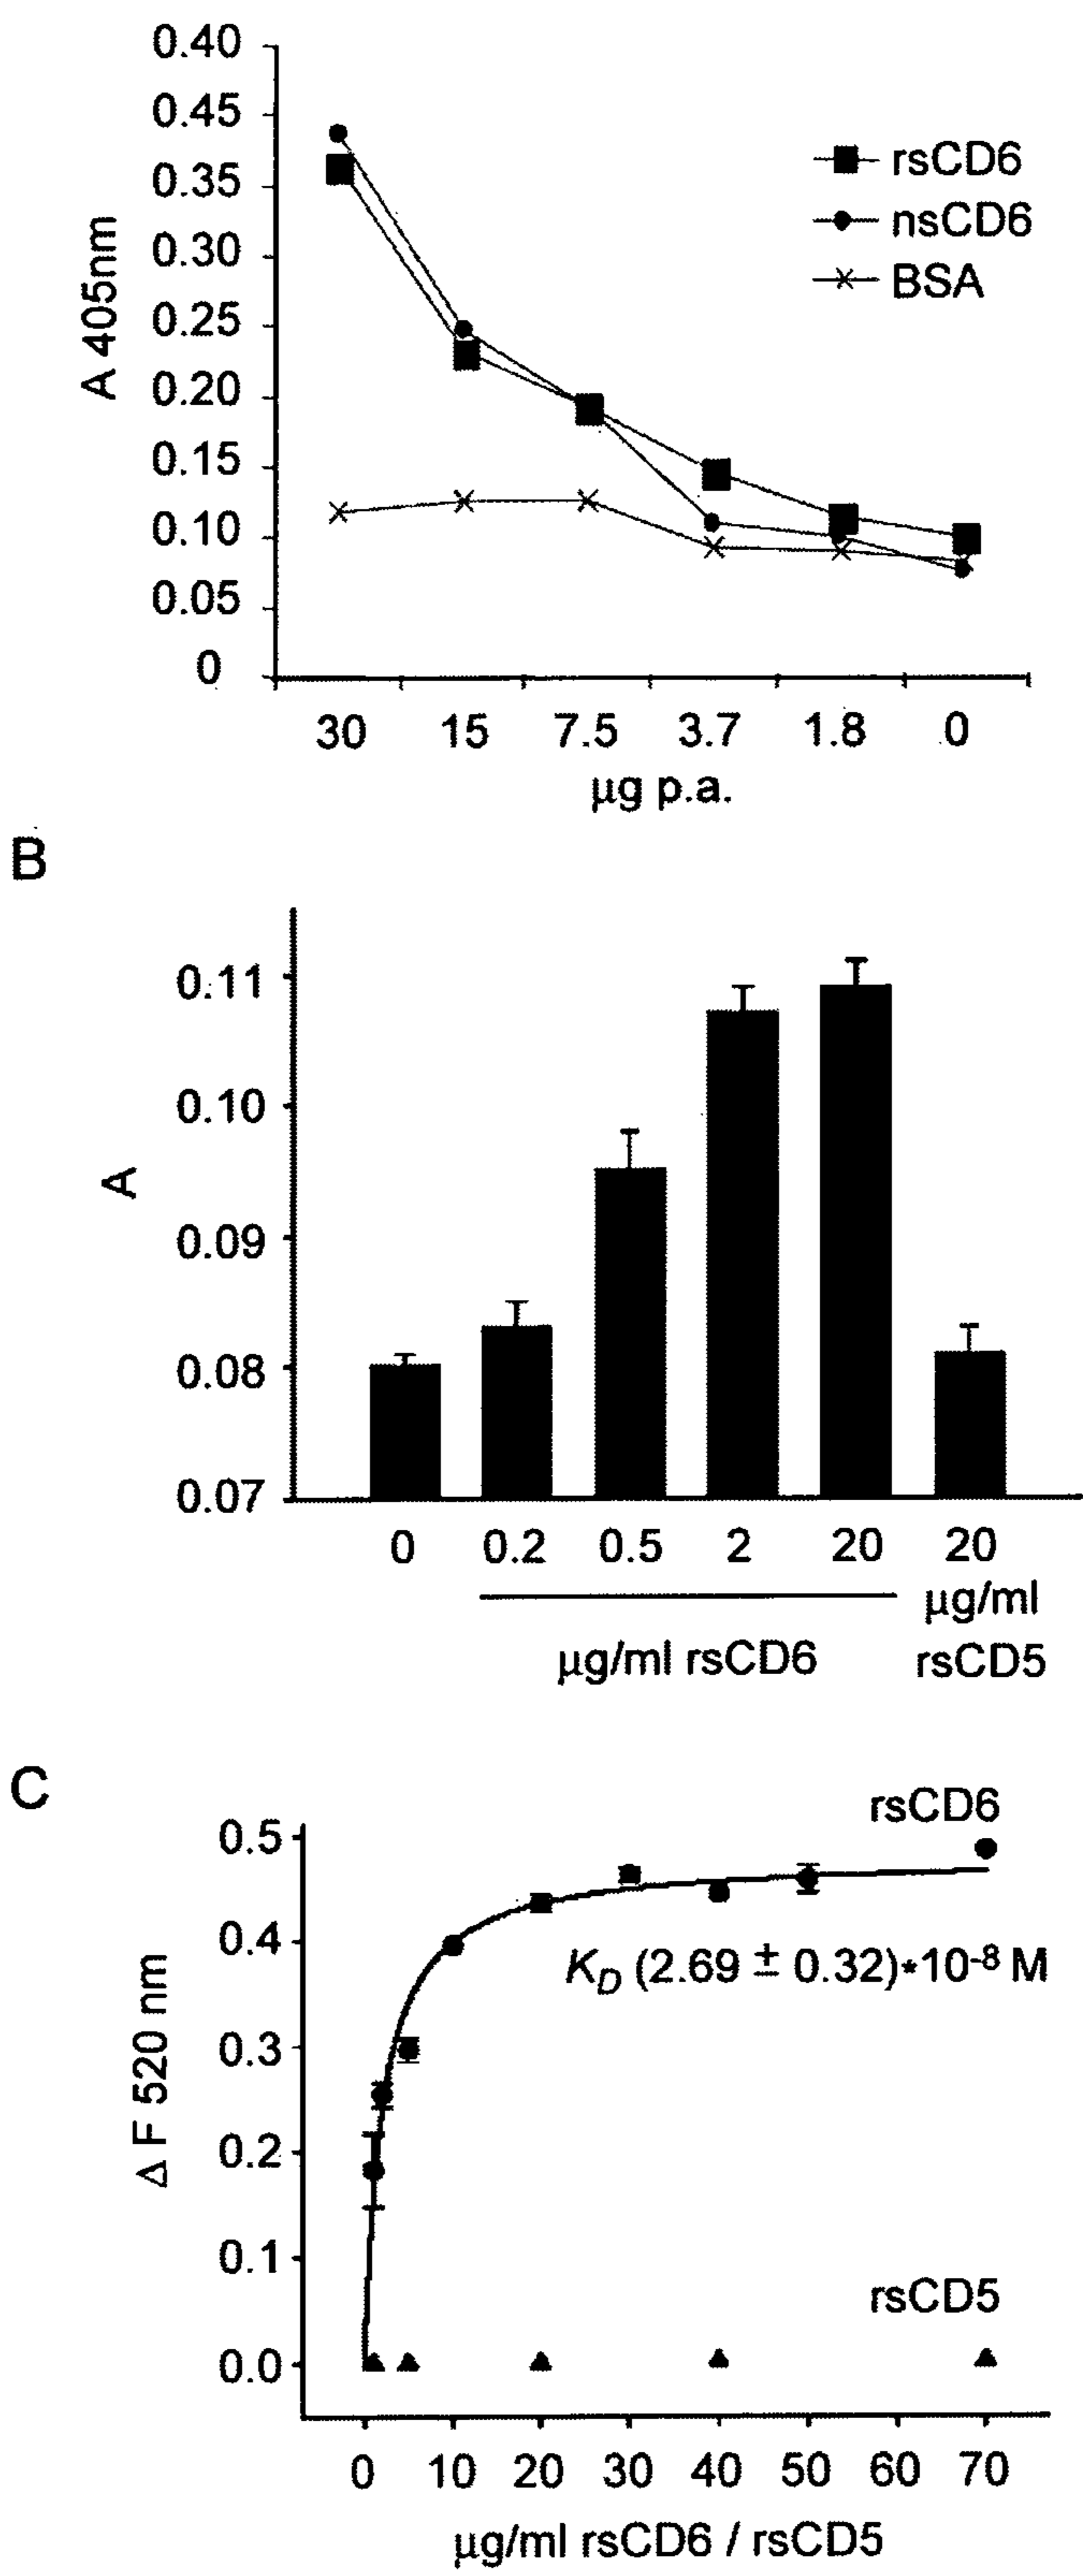 0.40
0.45
0.35
0.30
0.25
0.20
0.15
0.10
0.05
0
A 405nm
rsCD6
nsCD6
BSA
30 15 7.5 3.7 1.8 0
µg p.a.
B
0.11
0.10
0.09
0.08
0.07
A
0 0.2 0.5 2 20 20
µg/ml rsCD6
µg/ml
rsCD5
C
0.5
0.4
0.3
0.2
0.1
0.0
Δ F 520 nm
rsCD6
K_D (2.69 ± 0.32)*10⁻⁸ M
rsCD5
0 10 20 30 40 50 60 70
µg/ml rsCD6 / rsCD5